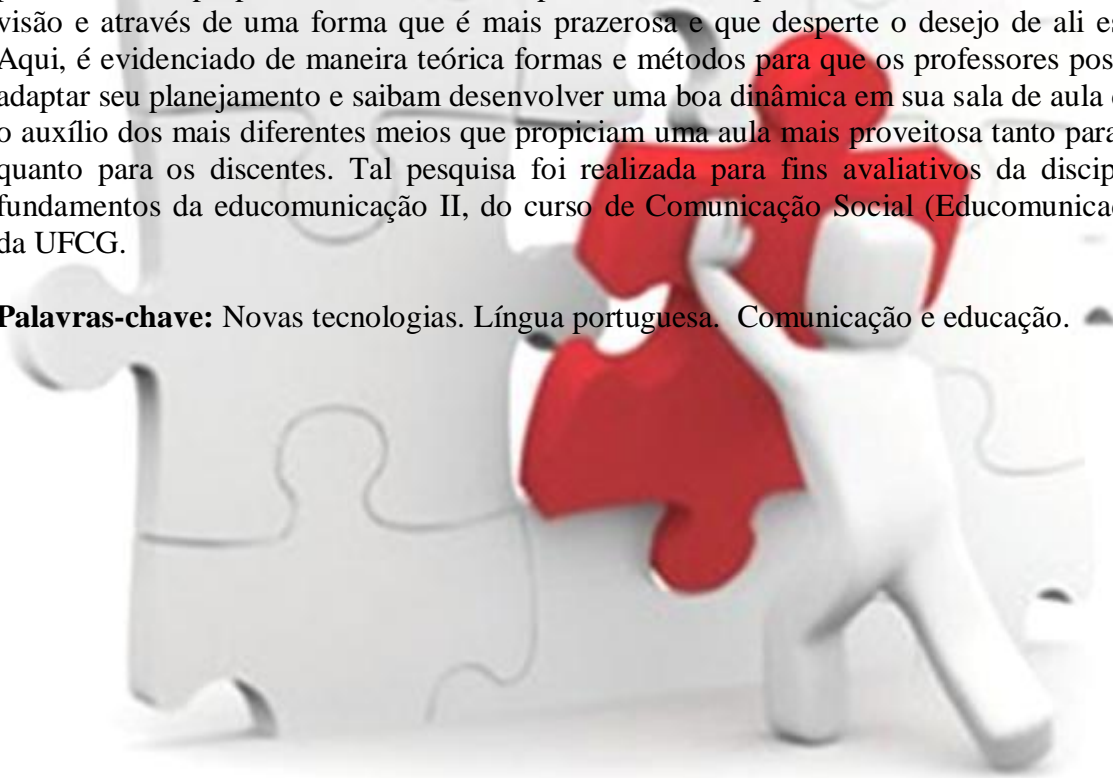 visão e através de uma forma que é mais prazerosa e que desperte o desejo de ali
Aqui, é evidenciado de maneira teórica formas e métodos para que os professores
adaptar seu planejamento e saibam desenvolver uma boa dinâmica em sua sala de aula
o auxílio dos mais diferentes meios que propiciam uma aula mais proveitosa tanto para
quanto para os discentes. Tal pesquisa foi realizada para fins avaliativos da
fundamentos da educomunicação II, do curso de Comunicação Social
da UFCG.
Palavras-chave: Novas tecnologias. Língua portuguesa. Comunicação e educação.